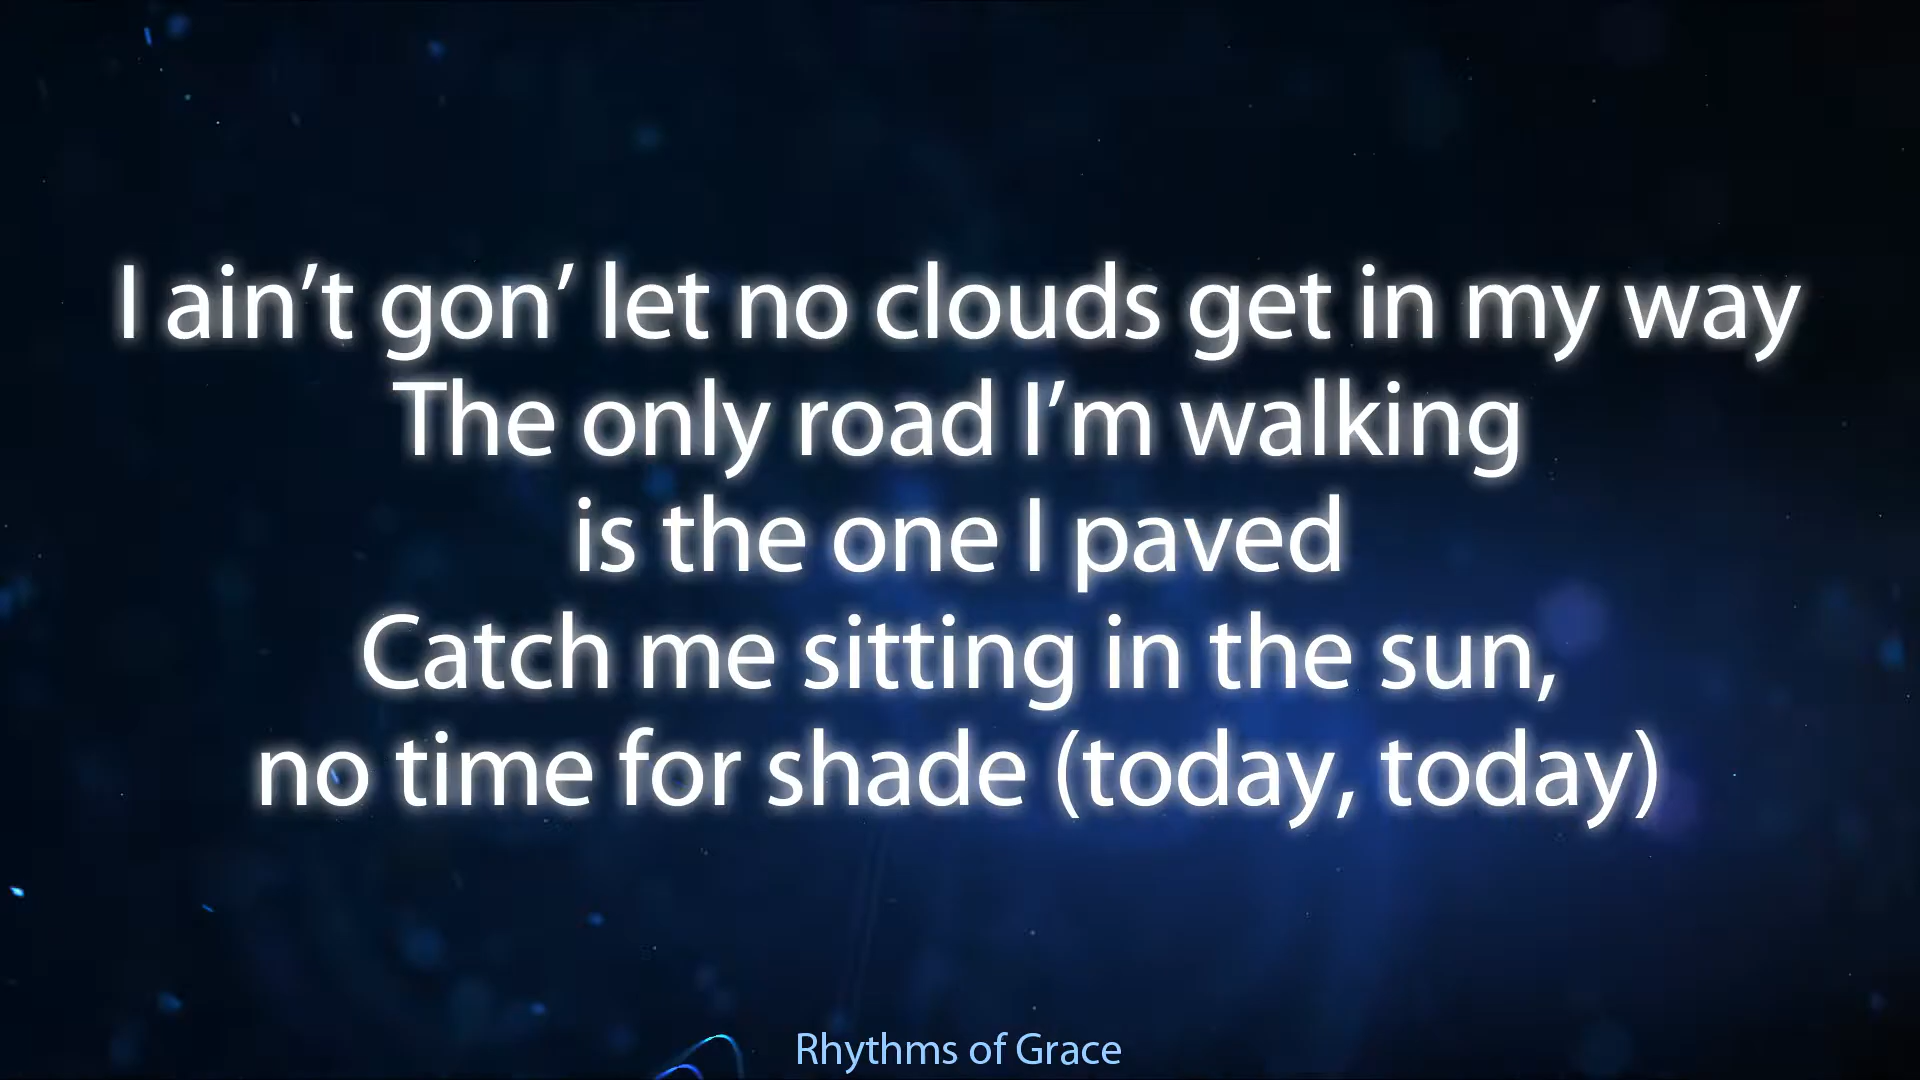 I ain’t gon’ let no clouds get in my way
The only road I’m walking
is the one I paved
Catch me sitting in the sun,
no time for shade (today, today)
Rhythms of Grace